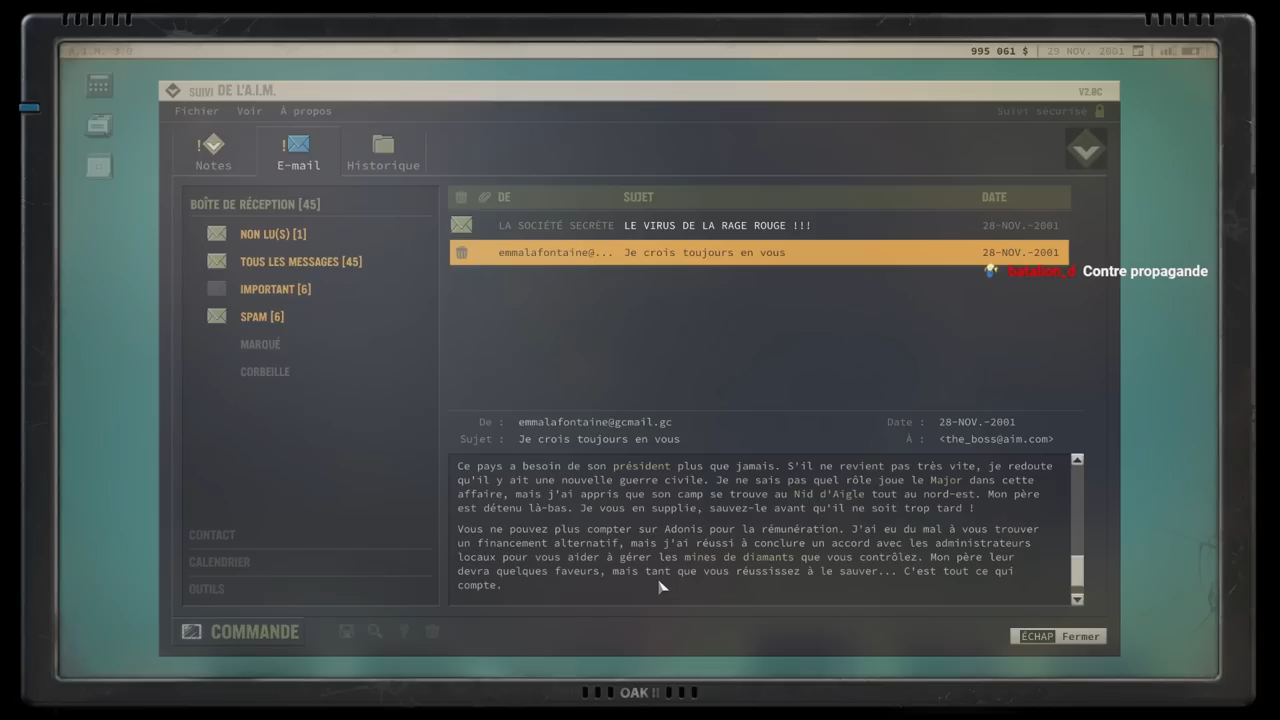 A.I.M. 3.0
995 061 $ | 29 NOV. 2001
SUIVI DE L'A.I.M.
V2.0C
Fichier Voir À propos
Suivi sécurisé
Notes E-mail Historique
BOÎTE DE RÉCEPTION [45]
NON LU(S) [1]
TOUS LES MESSAGES [45]
IMPORTANT [6]
SPAM [6]
MARQUÉ
CORBEILLE
CONTACT
CALENDRIER
OUTILS
DE SUJET DATE
LA SOCIÉTÉ SECRÈTE LE VIRUS DE LA RAGE ROUGE !!! 28-NOV.-2001
emmalafontaine@... Je crois toujours en vous 28-NOV.-2001
batalion_d Contre propagande
De : emmalafontaine@gcmail.gc Date : 28-NOV.-2001
Sujet : Je crois toujours en vous À : <the_boss@aim.com>
Ce pays a besoin de son président plus que jamais. S'il ne revient pas très vite, je redoute
qu'il y ait une nouvelle guerre civile. Je ne sais pas quel rôle joue le Major dans cette
affaire, mais j'ai appris que son camp se trouve au Nid d'Aigle tout au nord-est. Mon père
est détenu là-bas. Je vous en supplie, sauvez-le avant qu'il ne soit trop tard !
Vous ne pouvez plus compter sur Adonis pour la rémunération. J'ai eu du mal à vous trouver
un financement alternatif, mais j'ai réussi à conclure un accord avec les administrateurs
locaux pour vous aider à gérer les mines de diamants que vous contrôlez. Mon père leur
devra quelques faveurs, mais tant que vous réussissez à le sauver... C'est tout ce qui
compte.
COMMANDE
ÉCHAP Fermer
OAK II